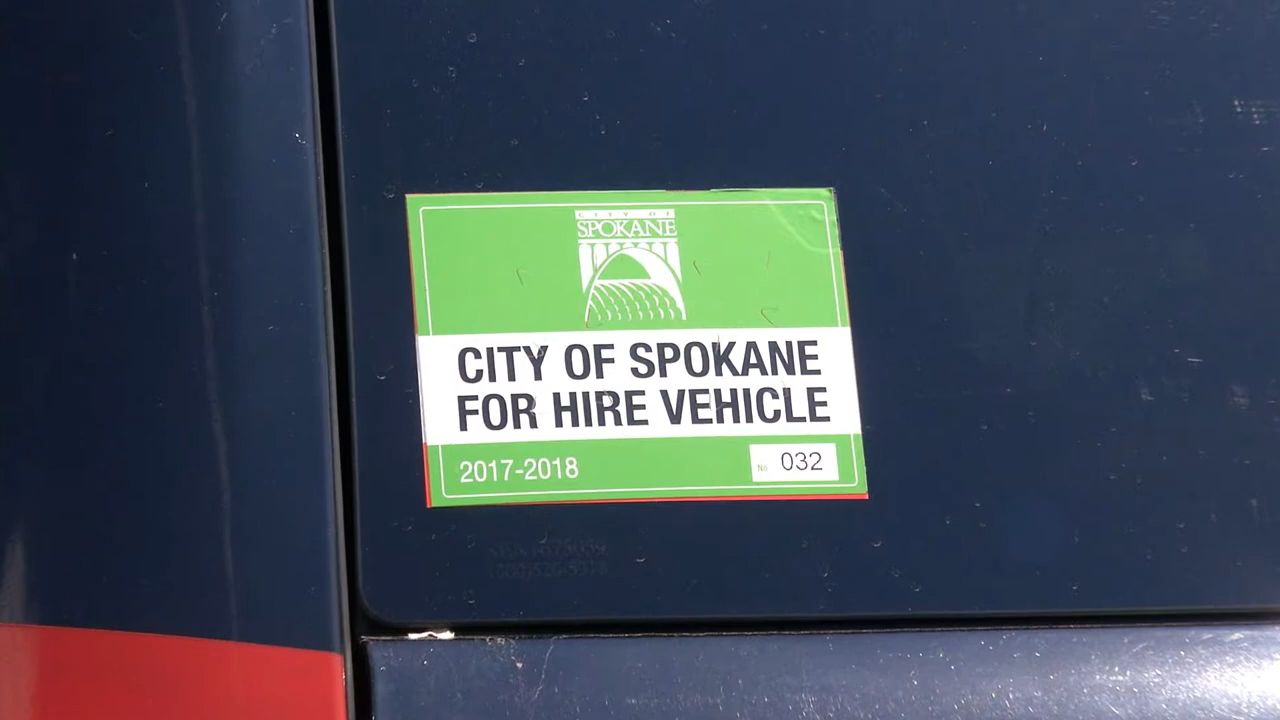 CITY OF
SPOKANE
CITY OF SPOKANE
FOR HIRE VEHICLE
2017-2018
No 032